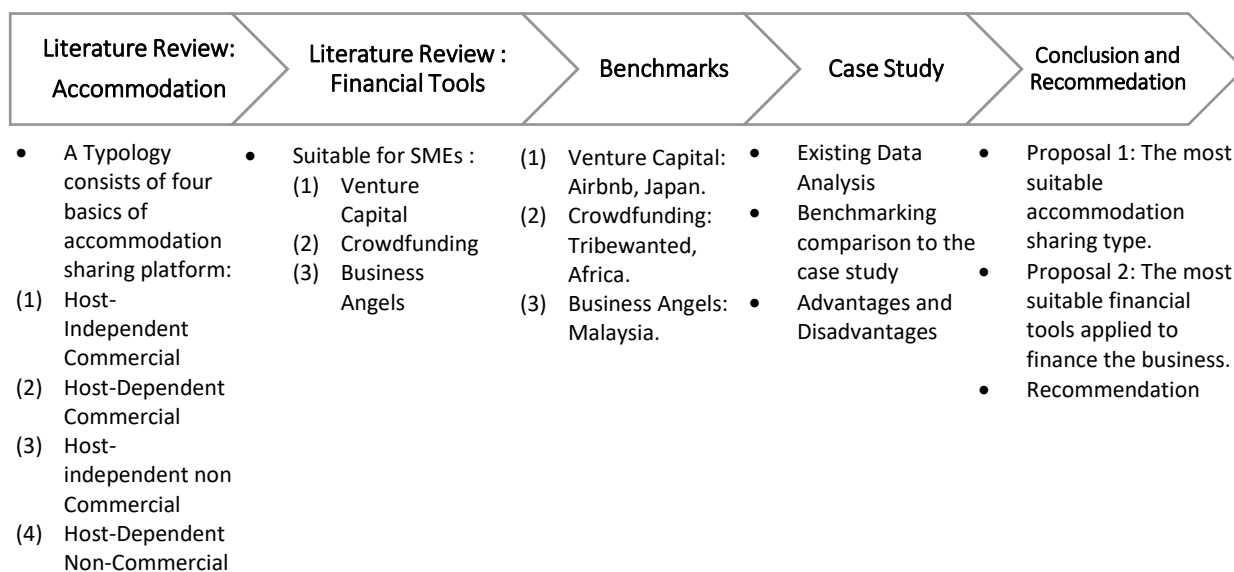 Literature Review:
Accommodation
Literature Review :
Financial Tools
Benchmarks
Case Study
Conclusion and
Recommedation
• A Typology
consists of four
basics of
accommodation
sharing platform:
(1) Host-
Independent
Commercial
(2) Host-Dependent
Commercial
(3) Host-
independent non
Commercial
(4) Host-Dependent
Non-Commercial
• Suitable for SMEs :
(1) Venture
Capital
(2) Crowdfunding
(3) Business
Angels
(1) Venture Capital:
Airbnb, Japan.
(2) Crowdfunding:
Tribewanted,
Africa.
(3) Business Angels:
Malaysia.
• Existing Data
Analysis
• Benchmarking
comparison to the
case study
• Advantages and
Disadvantages
• Proposal 1: The most
suitable
accommodation
sharing type.
• Proposal 2: The most
suitable financial
tools applied to
finance the business.
• Recommendation